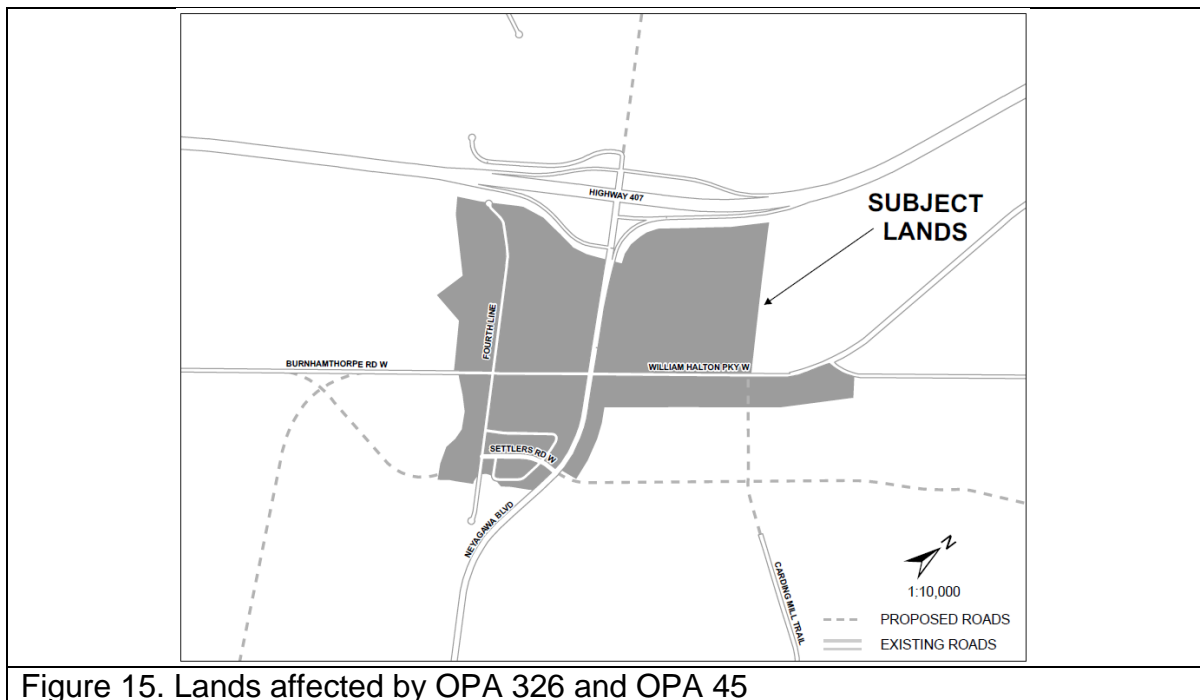 HIGHWAY 407
SUBJECT
LANDS
FOURTH LINE
BURNHAMTHORPE RD W
WILLIAM HALTON PKY W
SETTLERS RD W
NEYAGAWA BLVD
CARDING MILL TRAIL
N
1:10,000
PROPOSED ROADS
EXISTING ROADS
Figure 15. Lands affected by OPA 326 and OPA 45